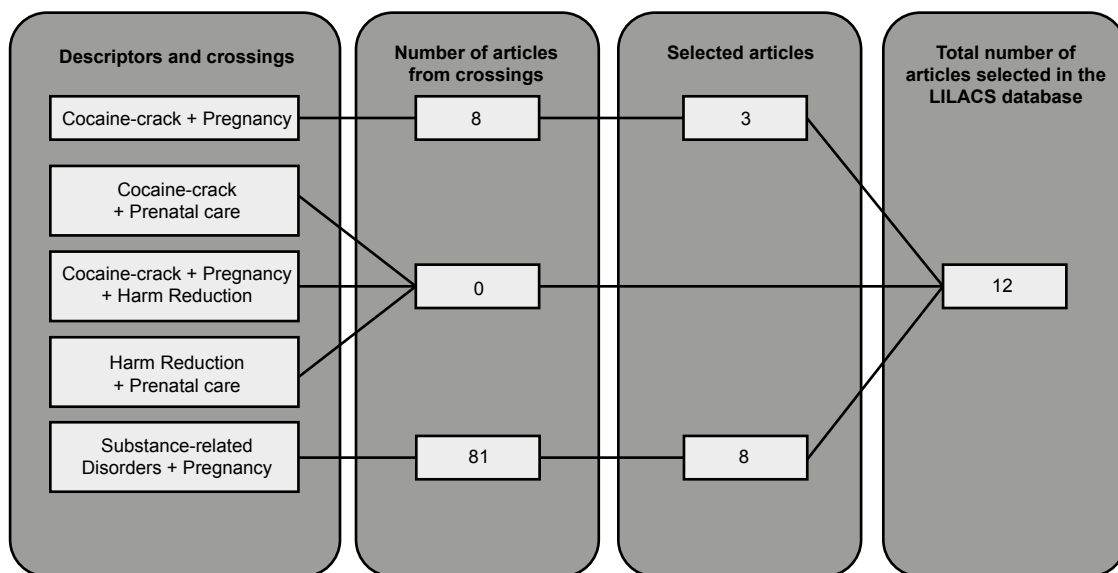 Descriptors and crossings
Cocaine-crack + Pregnancy
Cocaine-crack
+ Prenatal care
Cocaine-crack + Pregnancy
+ Harm Reduction
Harm Reduction
+ Prenatal care
Substance-related
Disorders + Pregnancy
Number of articles
from crossings
8
0
81
Selected articles
3
8
Total number of
articles selected in the
LILACS database
12